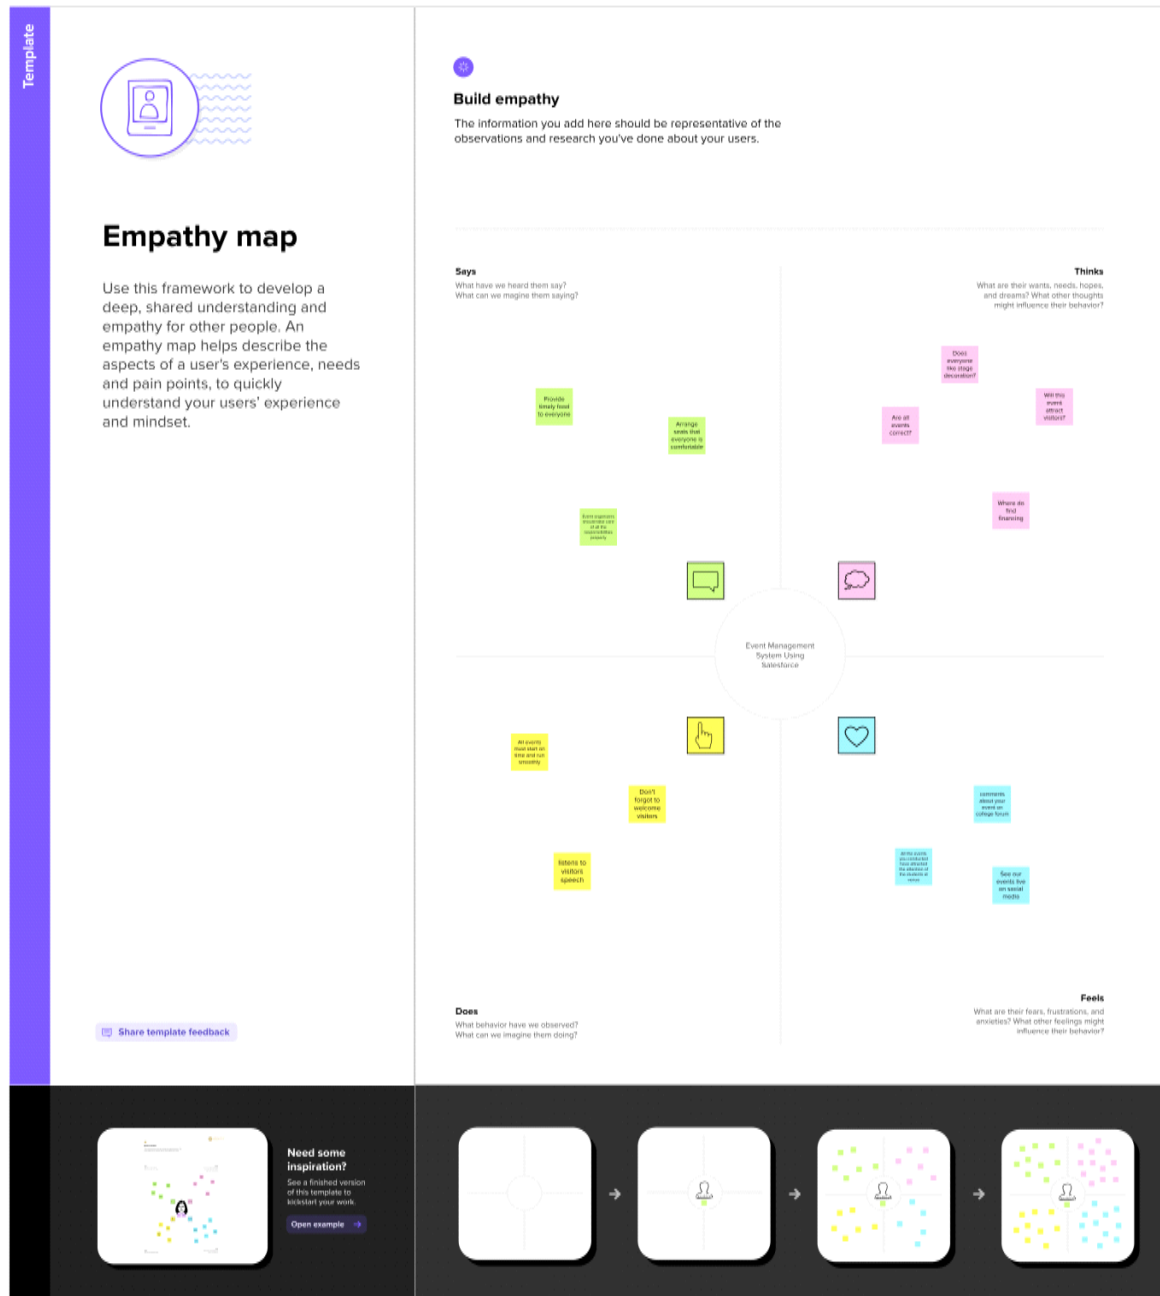 Template
Empathy map
Use this framework to develop a
deep, shared understanding and
empathy for other people. An
empathy map helps describe the
aspects of a user's experience, needs
and pain points, to quickly
understand your users' experience
and mindset.
Share template feedback
Build empathy
The information you add here should be representative of the
observations and research you've done about your users.
Says
What have we heard them say?
What can we imagine them saying?
Thinks
What are their wants, needs, hopes,
and dreams? What other thoughts
might influence their behavior?
Provide
timely food
to everyone
Arrange
seats that
everyone is
comfortable
Does
everyone
like stage
decoration?
Are all
events
correct?
Will this
event
attract
visitors?
Where do
find
financing
Event Management
System Using
Salesforce
All events
must start on
time and run
smoothly
Don't
forgot to
welcome
visitors
listens to
visitors
speech
comments
about your
event on
college forum
See our
events live
on social
media
Does
What behavior have we observed?
What can we imagine them doing?
Feels
What are their fears, frustrations, and
anxieties? What other feelings might
influence their behavior?
Need some
inspiration?
See a finished version
of this template to
kickstart your work.
Open example